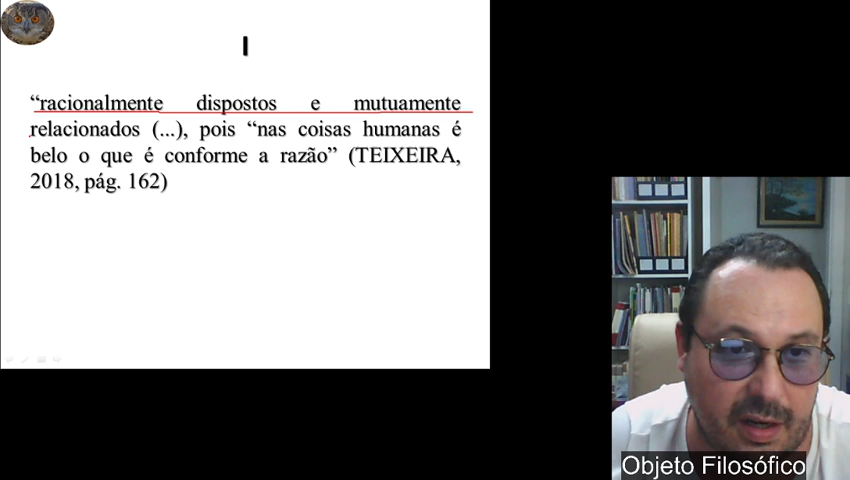 I
“racionalmente dispostos e mutuamente
relacionados (...), pois “nas coisas humanas é
belo o que é conforme a razão” (TEIXEIRA,
2018, pág. 162)
Objeto Filosófico